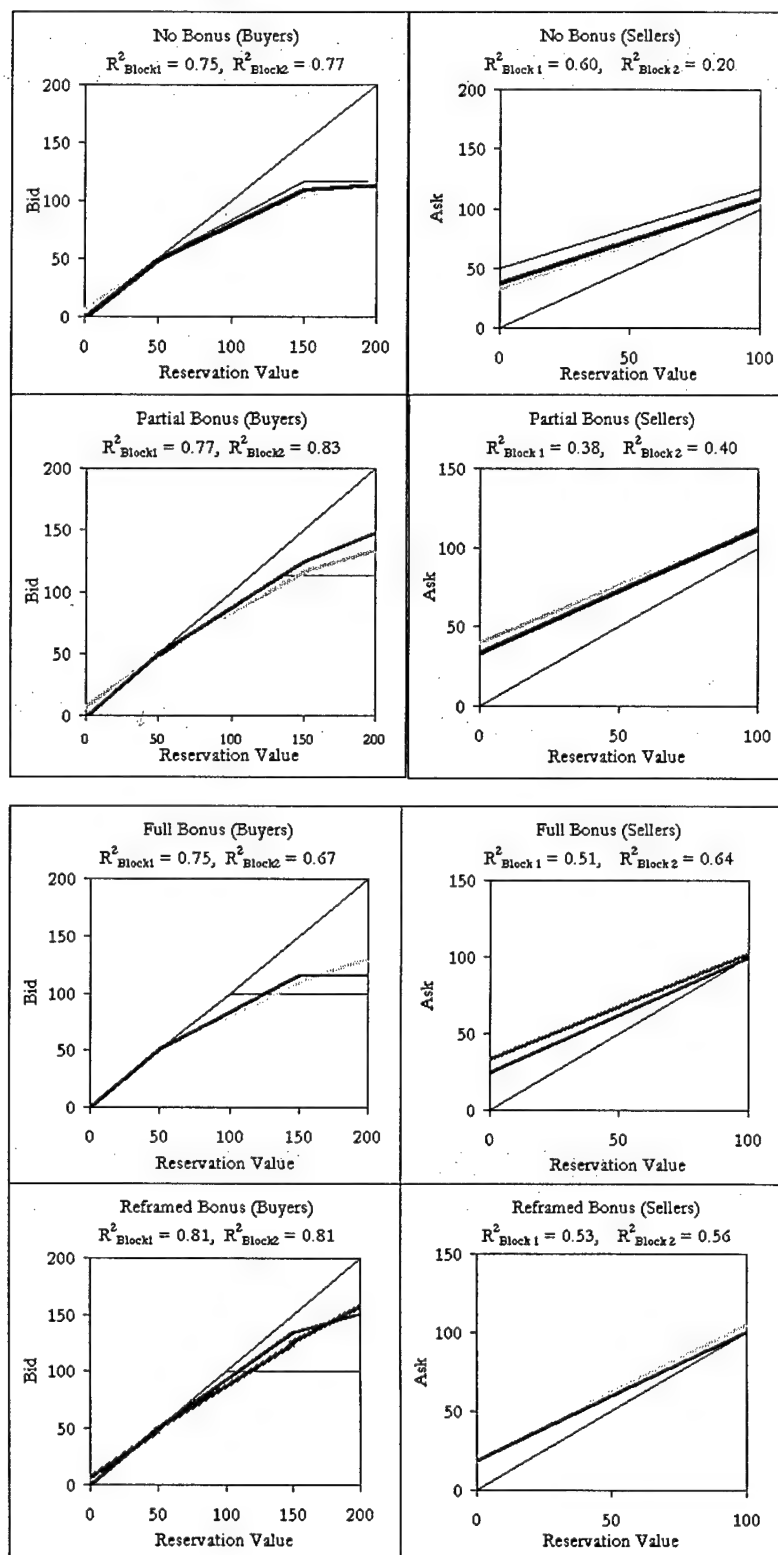 No Bonus (Buyers)
R²Block1 = 0.75, R²Block2 = 0.77
200
150
100
50
0
Bid
0 50 100 150 200
Reservation Value
No Bonus (Sellers)
R²Block 1 = 0.60, R²Block 2 = 0.20
200
150
100
50
0
Ask
0 50 100
Reservation Value
Partial Bonus (Buyers)
R²Block1 = 0.77, R²Block2 = 0.83
200
150
100
50
0
Bid
0 50 100 150 200
Reservation Value
Partial Bonus (Sellers)
R²Block 1 = 0.38, R²Block 2 = 0.40
150
100
50
0
Ask
0 50 100
Reservation Value
Full Bonus (Buyers)
R²Block1 = 0.75, R²Block2 = 0.67
200
150
100
50
0
Bid
0 50 100 150 200
Reservation Value
Full Bonus (Sellers)
R²Block 1 = 0.51, R²Block 2 = 0.64
150
100
50
0
Ask
0 50 100
Reservation Value
Reframed Bonus (Buyers)
R²Block1 = 0.81, R²Block2 = 0.81
200
150
100
50
0
Bid
0 50 100 150 200
Reservation Value
Reframed Bonus (Sellers)
R²Block 1 = 0.53, R²Block 2 = 0.56
150
100
50
0
Ask
0 50 100
Reservation Value